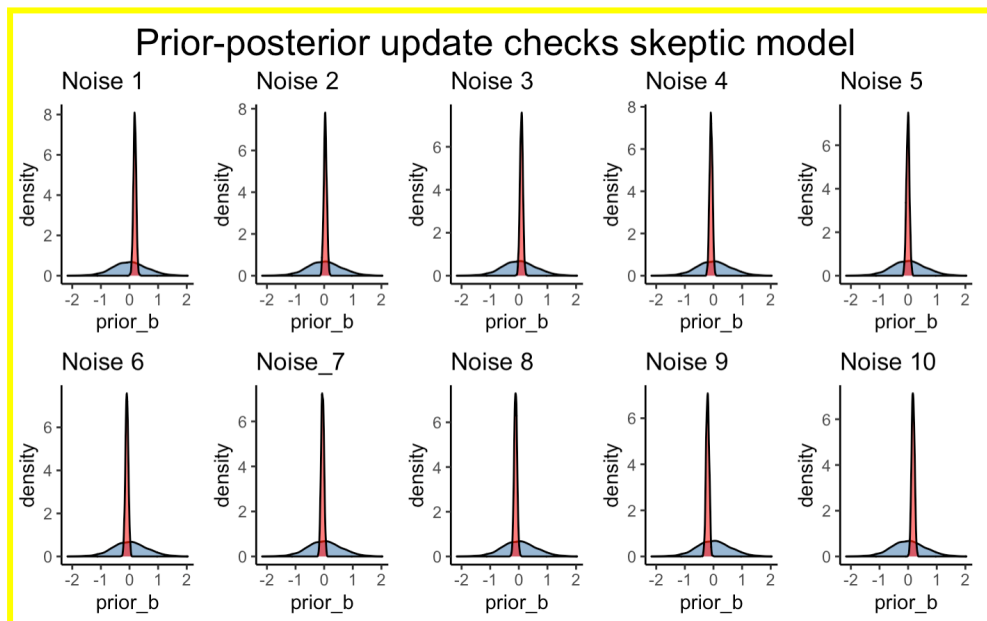 Prior-posterior update checks skeptic model
Noise 1
Noise 2
Noise 3
Noise 4
Noise 5
density
8
6
4
2
0
-2 -1 0 1 2
prior_b
density
8
6
4
2
0
-2 -1 0 1 2
prior_b
density
6
4
2
0
-2 -1 0 1 2
prior_b
density
8
6
4
2
0
-2 -1 0 1 2
prior_b
density
6
4
2
0
-2 -1 0 1 2
prior_b
Noise 6
Noise_7
Noise 8
Noise 9
Noise 10
density
6
4
2
0
-2 -1 0 1 2
prior_b
density
6
4
2
0
-2 -1 0 1 2
prior_b
density
6
4
2
0
-2 -1 0 1 2
prior_b
density
6
4
2
0
-2 -1 0 1 2
prior_b
density
6
4
2
0
-2 -1 0 1 2
prior_b